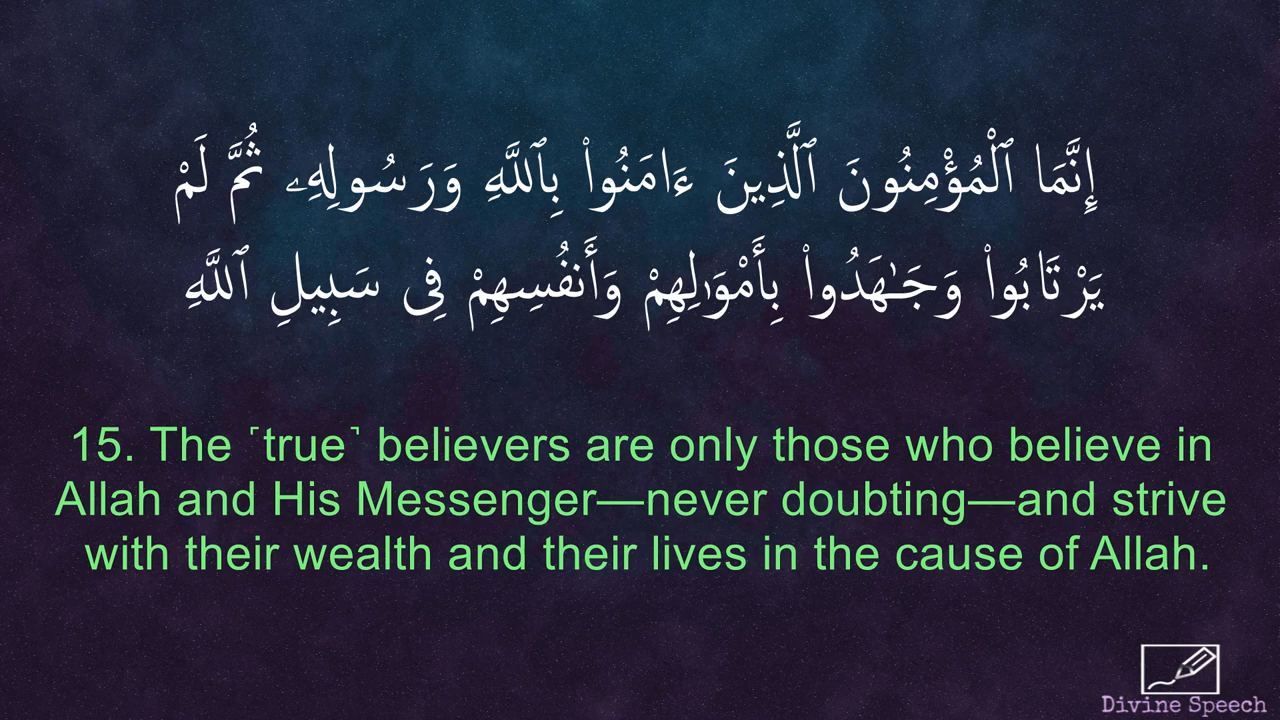 إِنَّمَا ٱلْمُؤْمِنُونَ ٱلَّذِينَ ءَامَنُوا۟ بِٱللَّهِ وَرَسُولِهِۦ ثُمَّ لَمْ
يَرْتَابُوا۟ وَجَـٰهَدُوا۟ بِأَمْوَٰلِهِمْ وَأَنفُسِهِمْ فِى سَبِيلِ ٱللَّهِ
15. The ˹true˺ believers are only those who believe in
Allah and His Messenger—never doubting—and strive
with their wealth and their lives in the cause of Allah.
Divine Speech